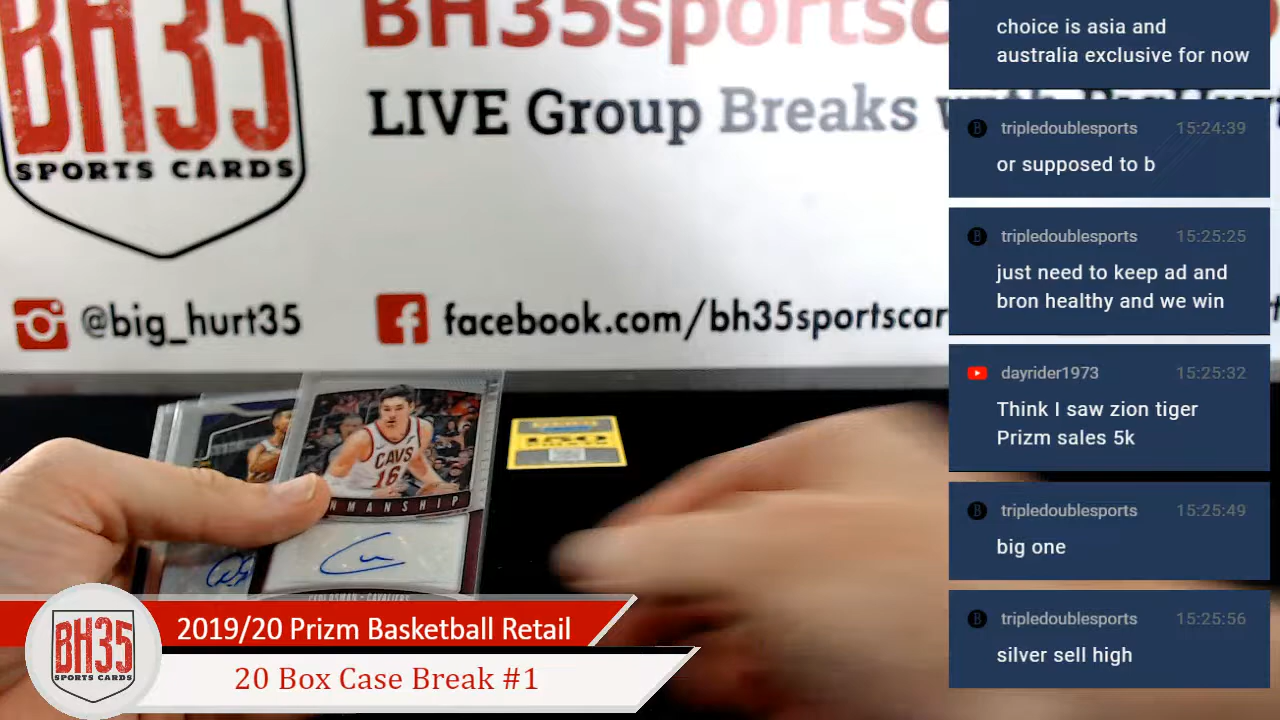 BH35
SPORTS CARDS
BH35sportsc
LIVE Group Breaks
@big_hurt35
facebook.com/bh35sportscar
CAVS
16
NMANSHIP
2019/20 Prizm Basketball Retail
20 Box Case Break #1
BH35
SPORTS CARDS
choice is asia and
australia exclusive for now
tripledoublesports 15:24:39
or supposed to b
tripledoublesports 15:25:25
just need to keep ad and
bron healthy and we win
dayrider1973 15:25:32
Think I saw zion tiger
Prizm sales 5k
tripledoublesports 15:25:49
big one
tripledoublesports 15:25:56
silver sell high